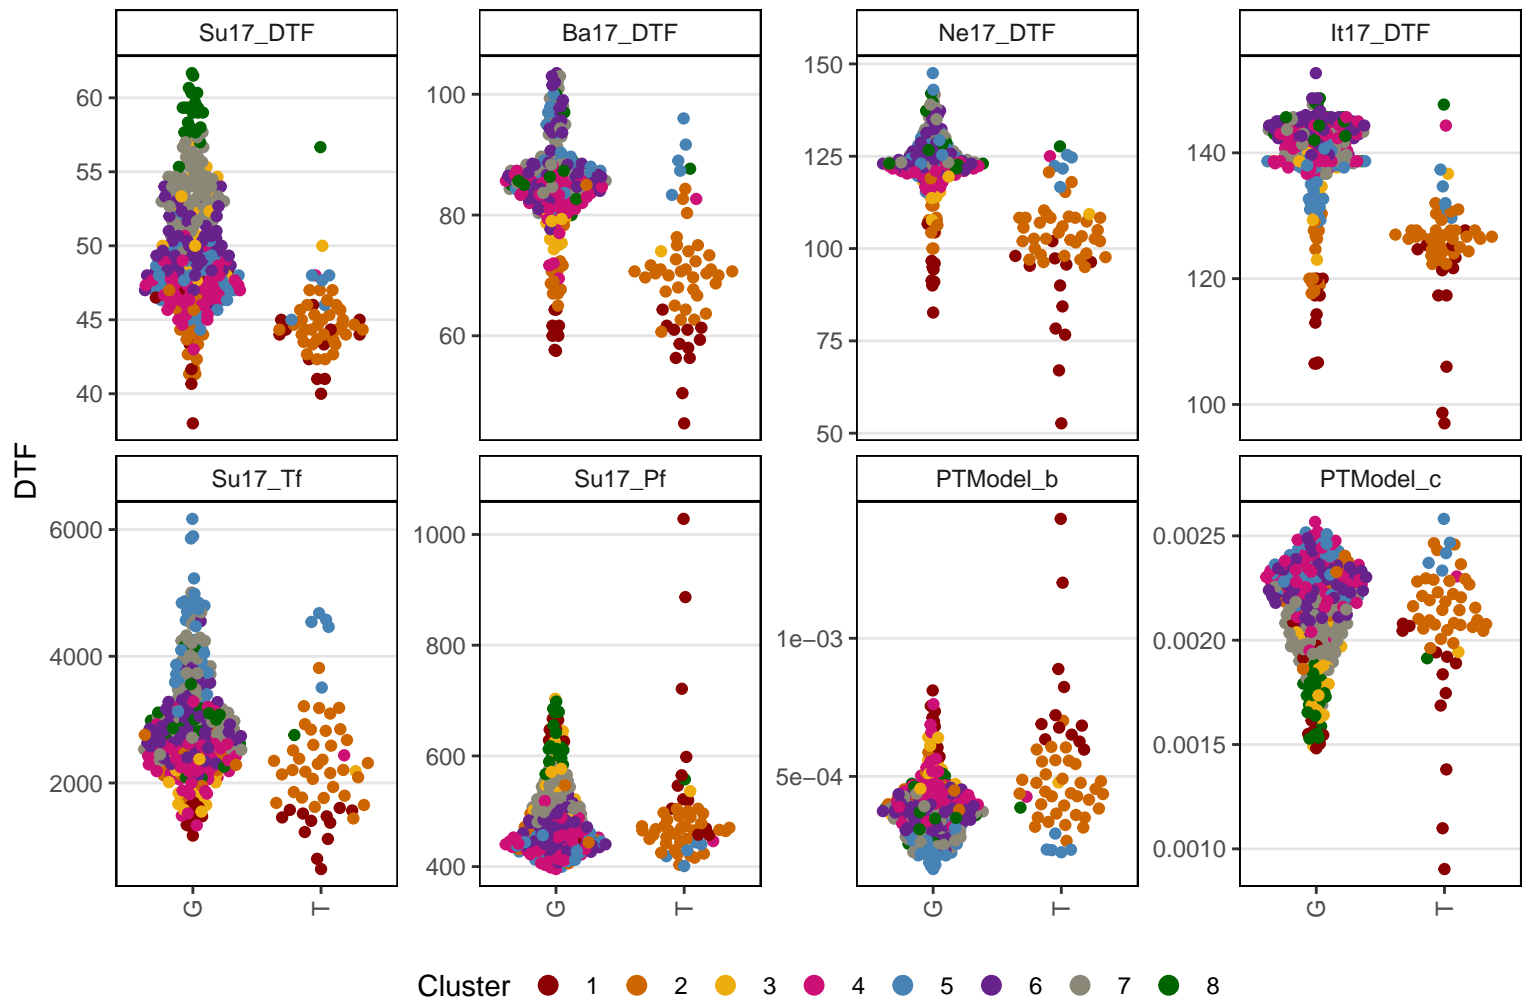 Su17_DTF
Ba17_DTF
Ne17_DTF
It17_DTF
60
55
50
45
40
100
80
60
150
125
100
75
50
140
120
100
DTF
Su17_Tf
Su17_Pf
PTModel_b
PTModel_c
6000
4000
2000
1000
800
600
400
1e−03
5e−04
0.0025
0.0020
0.0015
0.0010
G
T
G
T
G
T
G
T
Cluster 1 2 3 4 5 6 7 8